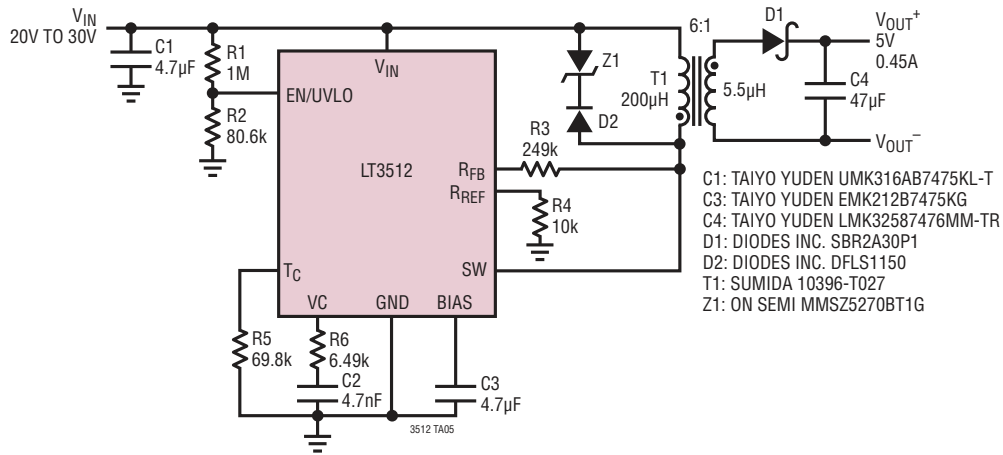 VIN
20V TO 30V
C1
4.7µF
R1
1M
R2
80.6k
VIN
EN/UVLO
LT3512
RFB
RREF
SW
TC
VC
GND
BIAS
R3
249k
R4
10k
Z1
D2
6:1
T1
200µH
5.5µH
D1
C4
47µF
VOUT+
5V
0.45A
VOUT–
R5
69.8k
R6
6.49k
C2
4.7nF
C3
4.7µF
3512 TA05
C1: TAIYO YUDEN UMK316AB7475KL-T
C3: TAIYO YUDEN EMK212B7475KG
C4: TAIYO YUDEN LMK32587476MM-TR
D1: DIODES INC. SBR2A30P1
D2: DIODES INC. DFLS1150
T1: SUMIDA 10396-T027
Z1: ON SEMI MMSZ5270BT1G